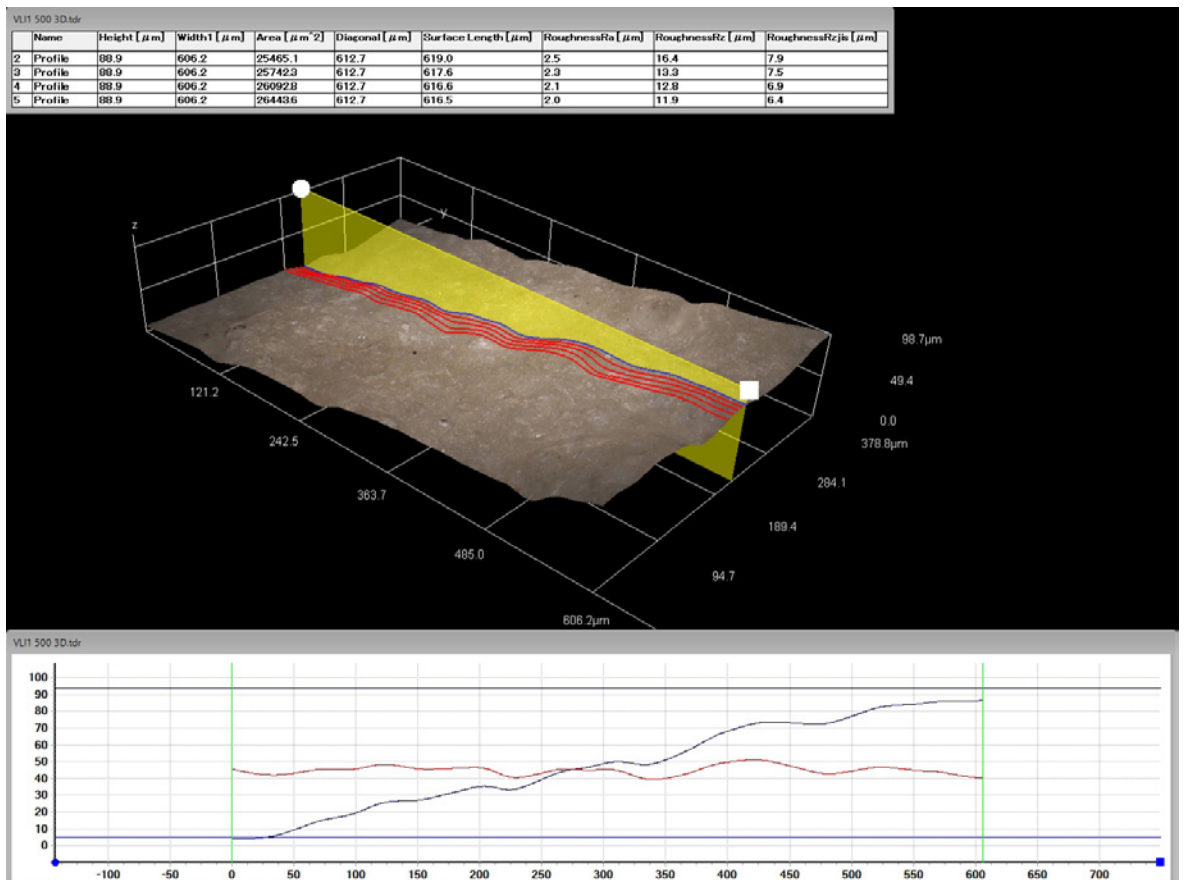 VLI1 500 3D.tdr
Name Height [μm] Width1 [μm] Area [μm^2] Diagonal [μm] Surface Length [μm] RoughnessRa [μm] RoughnessRz [μm] RoughnessRzjis [μm]
2 Profile 88.9 606.2 25465.1 612.7 619.0 2.5 16.4 7.9
3 Profile 88.9 606.2 25742.3 612.7 617.6 2.3 13.3 7.5
4 Profile 88.9 606.2 26092.8 612.7 616.6 2.1 12.8 6.9
5 Profile 88.9 606.2 26443.6 612.7 616.5 2.0 11.9 6.4
z
y
98.7μm
49.4
0.0
378.8μm
284.1
189.4
94.7
121.2
242.5
363.7
485.0
606.2μm
VLI1 500 3D.tdr
100
90
80
70
60
50
40
30
20
10
0
-100 -50 0 50 100 150 200 250 300 350 400 450 500 550 600 650 700